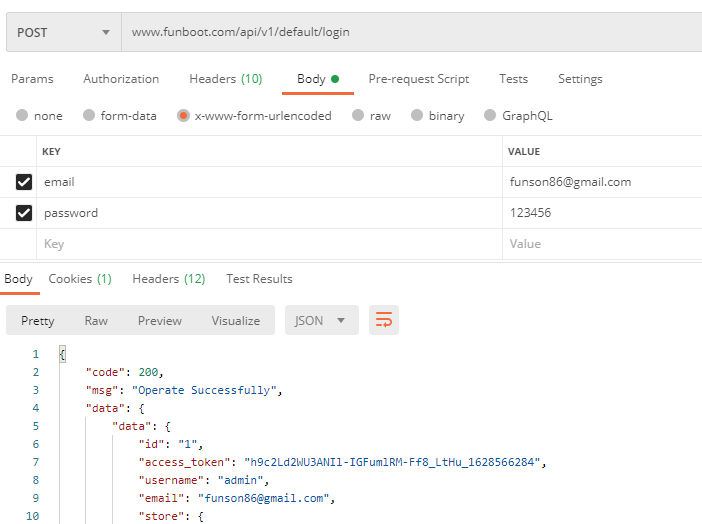 POST www.funboot.com/api/v1/default/login
Params Authorization Headers (10) Body Pre-request Script Tests Settings
none form-data x-www-form-urlencoded raw binary GraphQL
KEY VALUE
email funson86@gmail.com
password 123456
Key Value
Body Cookies (1) Headers (12) Test Results
Pretty Raw Preview Visualize JSON
1 {
2 "code": 200,
3 "msg": "Operate Successfully",
4 "data": {
5 "data": {
6 "id": "1",
7 "access_token": "h9c2Ld2WU3ANIl-IGFumlRM-Ff8_LtHu_1628566284",
8 "username": "admin",
9 "email": "funson86@gmail.com",
10 "store": {